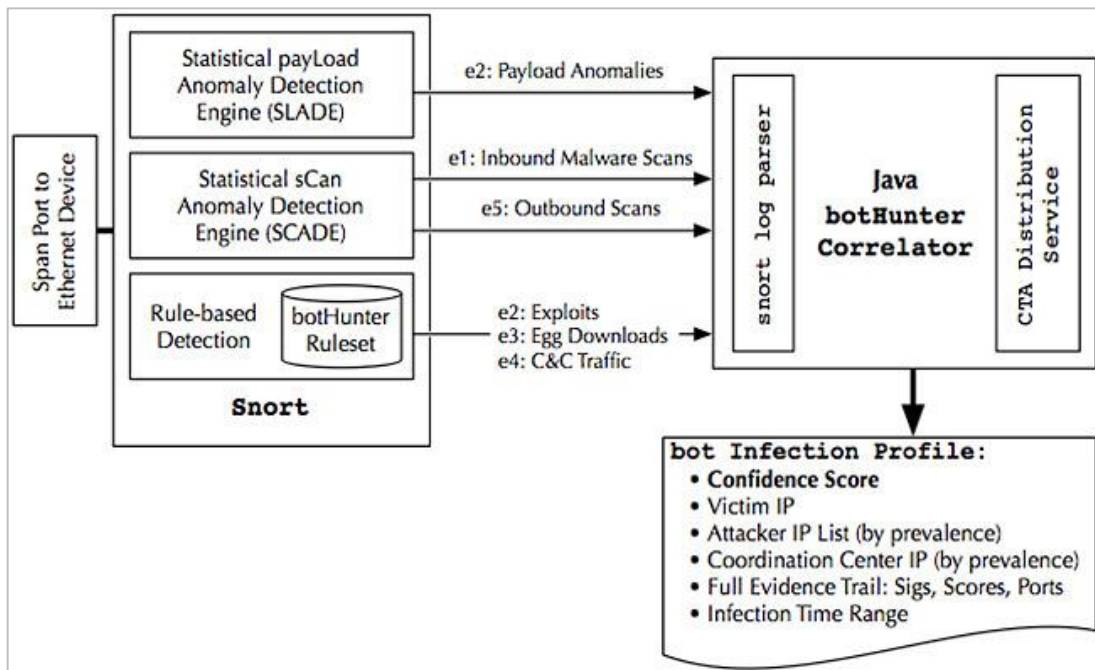 Span Port to
Ethernet Device
Statistical payLoad
Anomaly Detection
Engine (SLADE)
Statistical sCan
Anomaly Detection
Engine (SCADE)
Rule-based
Detection
botHunter
Ruleset
Snort
e2: Payload Anomalies
e1: Inbound Malware Scans
e5: Outbound Scans
e2: Exploits
e3: Egg Downloads
e4: C&C Traffic
snort log parser
Java
botHunter
Correlator
CTA Distribution
Service
bot Infection Profile:
• Confidence Score
• Victim IP
• Attacker IP List (by prevalence)
• Coordination Center IP (by prevalence)
• Full Evidence Trail: Sigs, Scores, Ports
• Infection Time Range